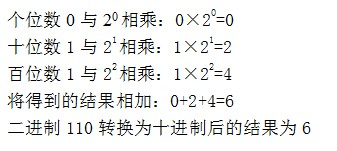 个位数 0 与 2⁰ 相乘：0×2⁰=0
十位数 1 与 2¹ 相乘：1×2¹=2
百位数 1 与 2² 相乘：1×2²=4
将得到的结果相加：0+2+4=6
二进制 110 转换为十进制后的结果为 6